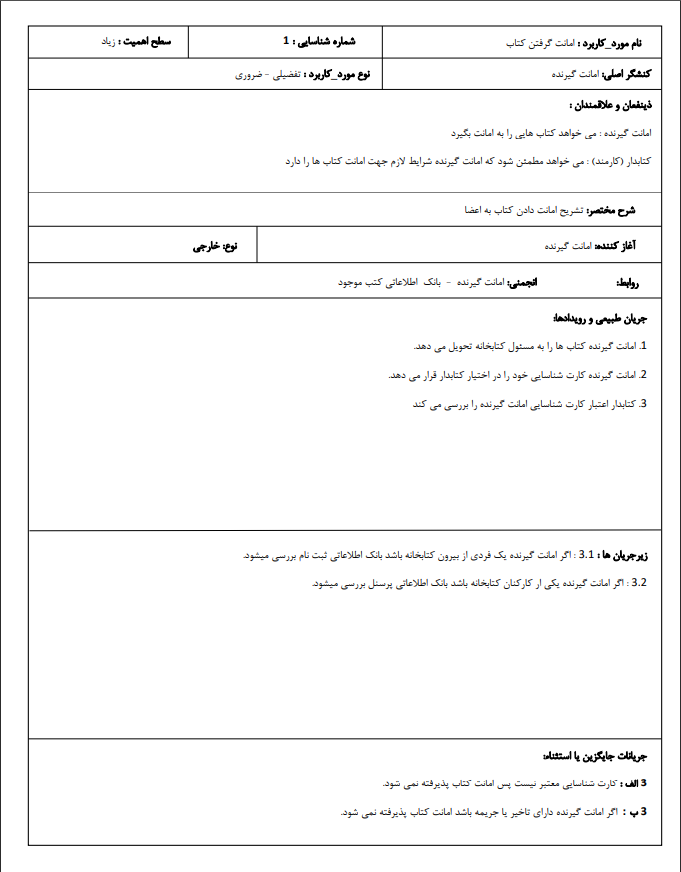 نام مورد_کاربرد : امانت گرفتن کتاب شماره شناسایی : 1 سطح اهمیت : زیاد
کنشگر اصلی: امانت گیرنده نوع مورد_کاربرد : تفضیلی - ضروری
ذینفعان و علاقمندان :
امانت گیرنده : می خواهد کتاب هایی را به امانت بگیرد
کتابدار (کارمند) : می خواهد مطمئن شود که امانت گیرنده شرایط لازم جهت امانت کتاب ها را دارد
شرح مختصر: تشریح امانت دادن کتاب به اعضا
آغاز کننده: امانت گیرنده نوع: خارجی
روابط: انجمنی: امانت گیرنده - بانک اطلاعاتی کتب موجود
جریان طبیعی و رویدادها:
1. امانت گیرنده کتاب ها را به مسئول کتابخانه تحویل می دهد.
2. امانت گیرنده کارت شناسایی خود را در اختیار کتابدار قرار می دهد.
3. کتابدار اعتبار کارت شناسایی امانت گیرنده را بررسی می کند
زیرجریان ها : 3.1 : اگر امانت گیرنده یک فردی از بیرون کتابخانه باشد بانک اطلاعاتی ثبت نام بررسی میشود.
3.2 : اگر امانت گیرنده یکی ار کارکنان کتابخانه باشد بانک اطلاعاتی پرسنل بررسی میشود.
جریانات جایگزین یا استثناء:
3 الف : کارت شناسایی معتبر نیست پس امانت کتاب پذیرفته نمی شود.
3 ب : اگر امانت گیرنده دارای تاخیر یا جریمه باشد امانت کتاب پذیرفته نمی شود.